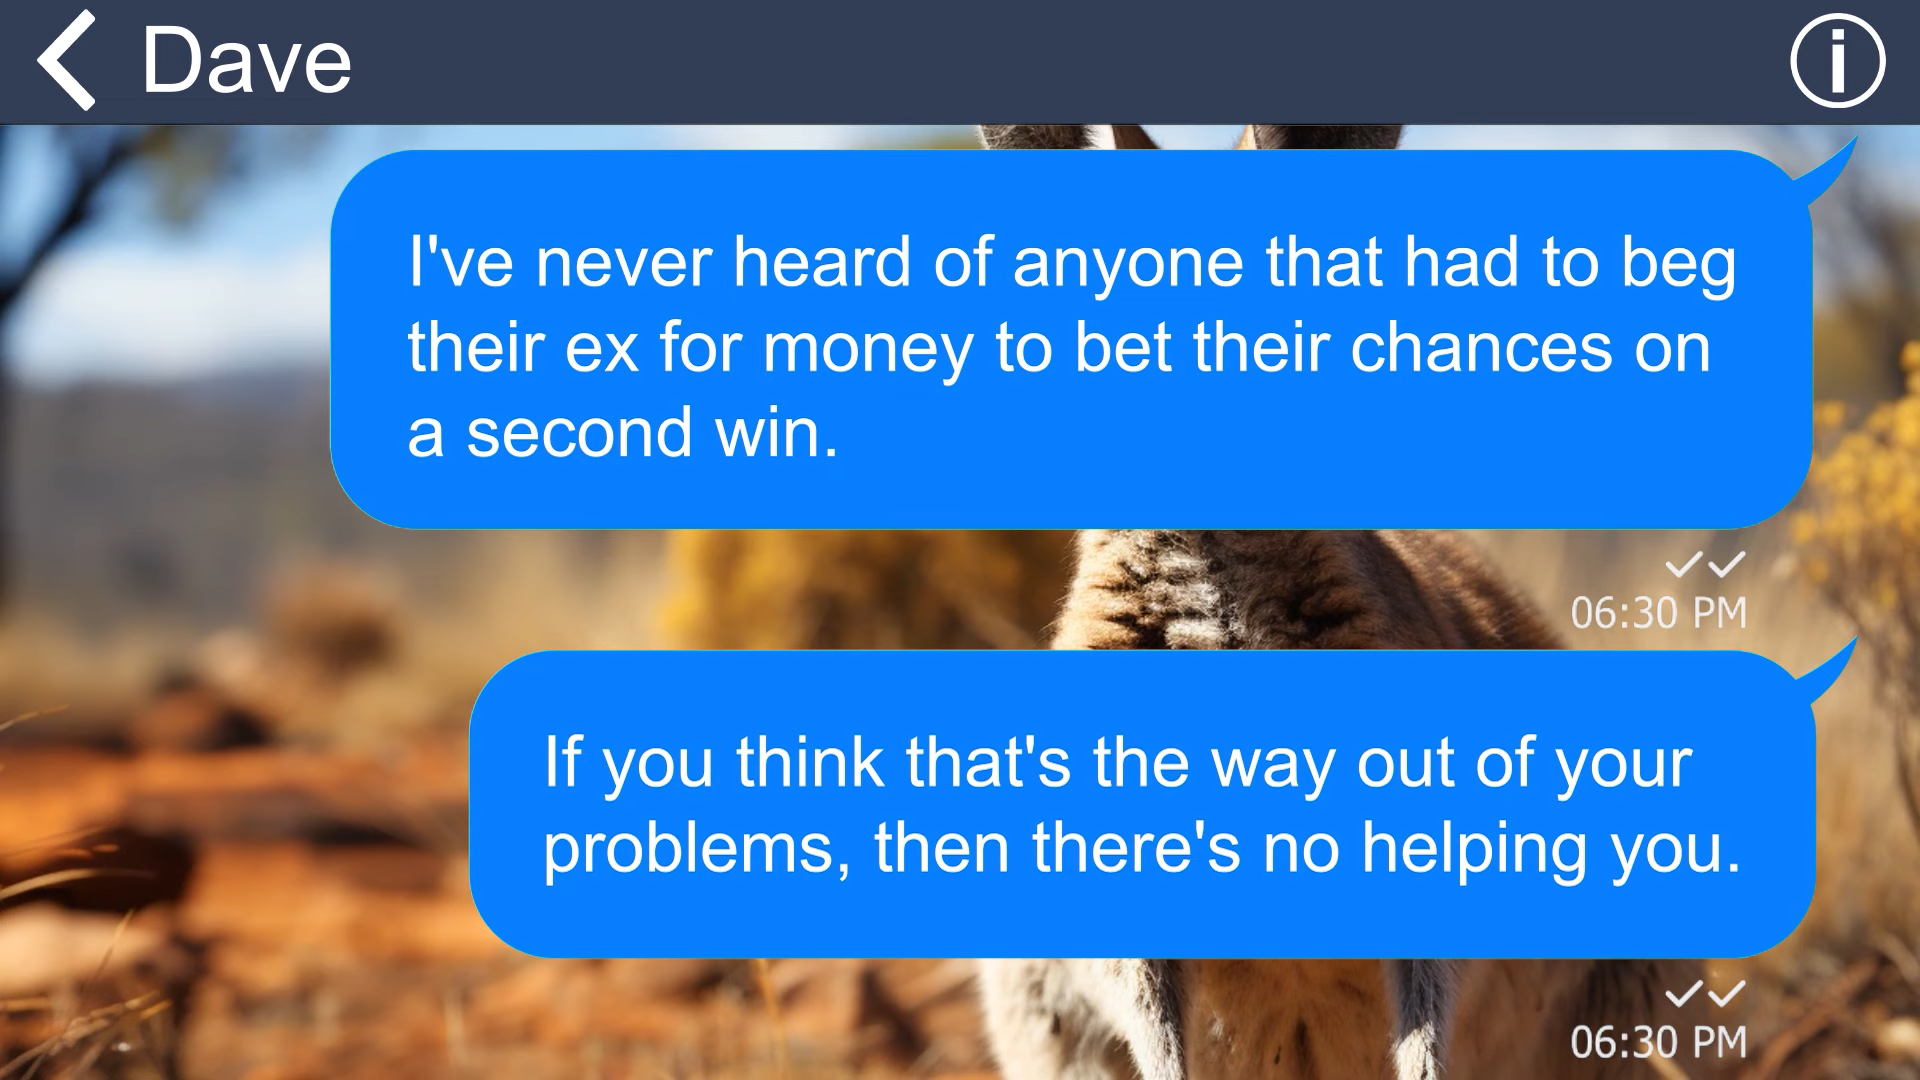 Dave
I've never heard of anyone that had to beg
their ex for money to bet their chances on
a second win.
06:30 PM
If you think that's the way out of your
problems, then there's no helping you.
06:30 PM